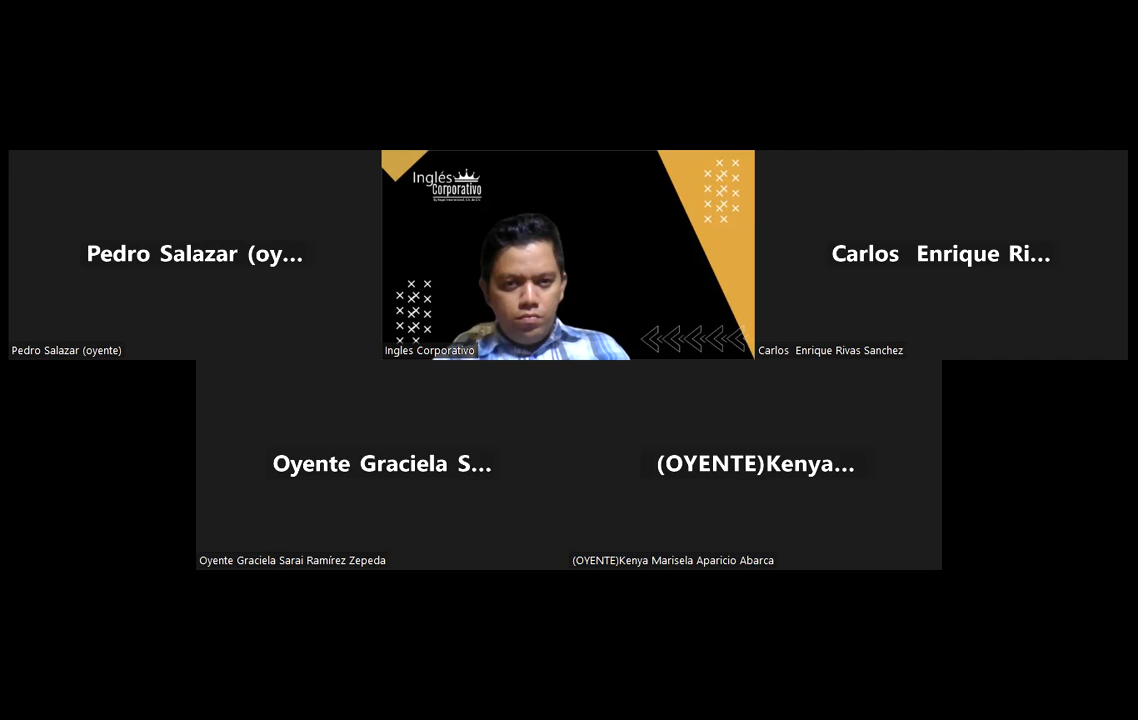 Pedro Salazar (oy...
Pedro Salazar (oyente)
Inglés
Corporativo
Ingles Corporativo
Carlos Enrique Ri...
Carlos Enrique Rivas Sanchez
Oyente Graciela S...
Oyente Graciela Sarai Ramírez Zepeda
(OYENTE)Kenya...
(OYENTE)Kenya Marisela Aparicio Abarca